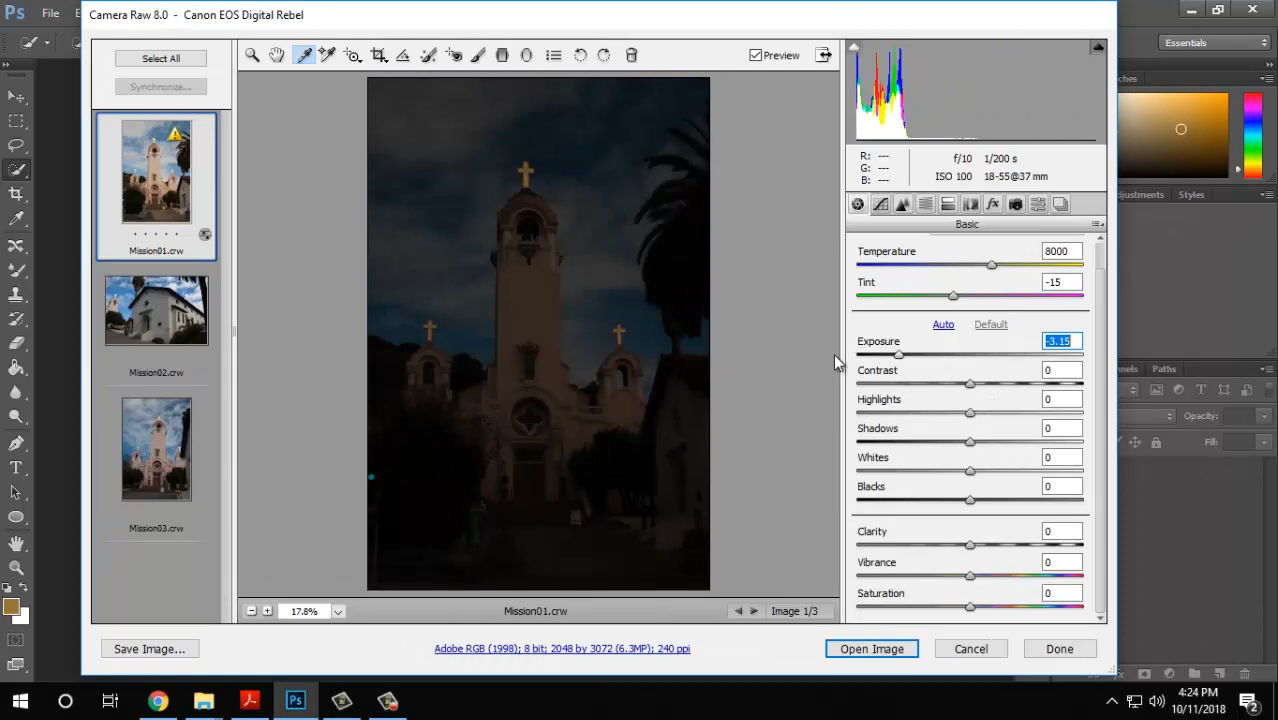 Camera Raw 8.0 - Canon EOS Digital Rebel
Ps
File
Essentials
Select All
Synchronize...
Preview
Mission01.crw
Mission02.crw
Mission03.crw
R: ---
G: ---
B: ---
f/10 1/200 s
ISO 100 18-55@37 mm
Basic
Temperature 8000
Tint -15
Auto Default
Exposure -3.15
Contrast 0
Highlights 0
Shadows 0
Whites 0
Blacks 0
Clarity 0
Vibrance 0
Saturation 0
Styles
Paths
Opacity:
Fill:
17.8%
Mission01.crw
Image 1/3
Save Image...
Adobe RGB (1998); 8 bit; 2048 by 3072 (6.3MP); 240 ppi
Open Image
Cancel
Done
Ps
4:24 PM
10/11/2018
2